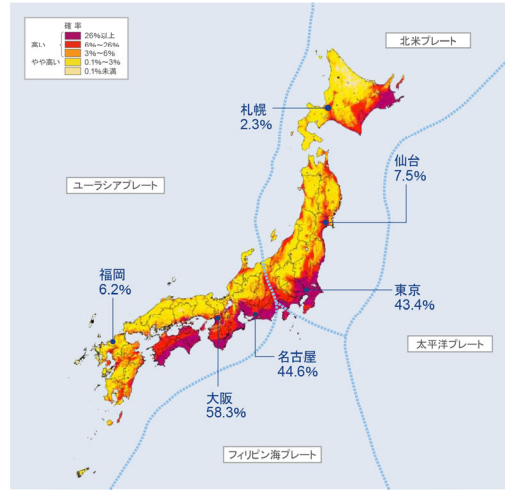 確 率
高い
やや高い
26%以上
6%～26%
3%～6%
0.1%～3%
0.1%未満
北米プレート
札幌
2.3%
仙台
7.5%
ユーラシアプレート
福岡
6.2%
東京
43.4%
太平洋プレート
名古屋
44.6%
大阪
58.3%
フィリピン海プレート